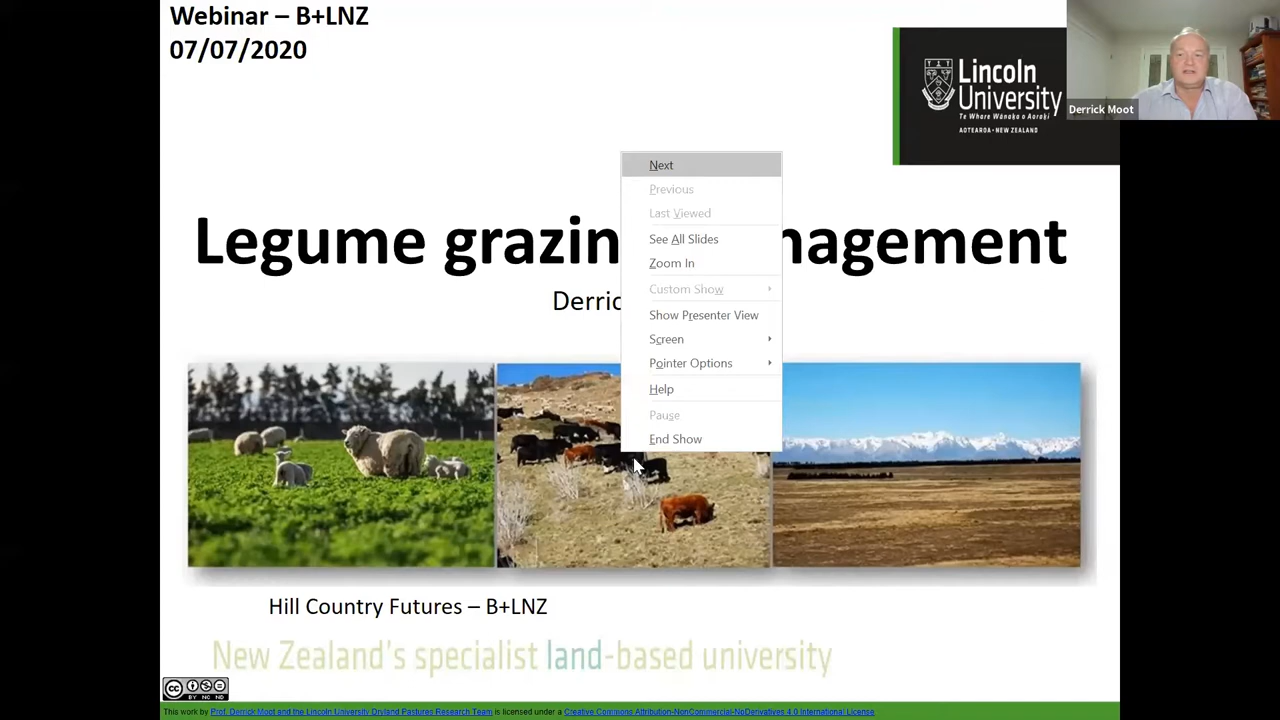 Webinar – B+LNZ
07/07/2020
Lincoln
University
Te Whare Wānaka o Aoraki
AOTEAROA • NEW ZEALAND
Derrick Moot
Next
Previous
Last Viewed
See All Slides
Zoom In
Custom Show
Show Presenter View
Screen
Pointer Options
Help
Pause
End Show
Legume grazin nagement
Derric
Hill Country Futures – B+LNZ
New Zealand's specialist land-based university
CC BY NC ND
This work by Prof. Derrick Moot and the Lincoln University Dryland Pastures Research Team is licensed under a Creative Commons Attribution-NonCommercial-NoDerivatives 4.0 International License.